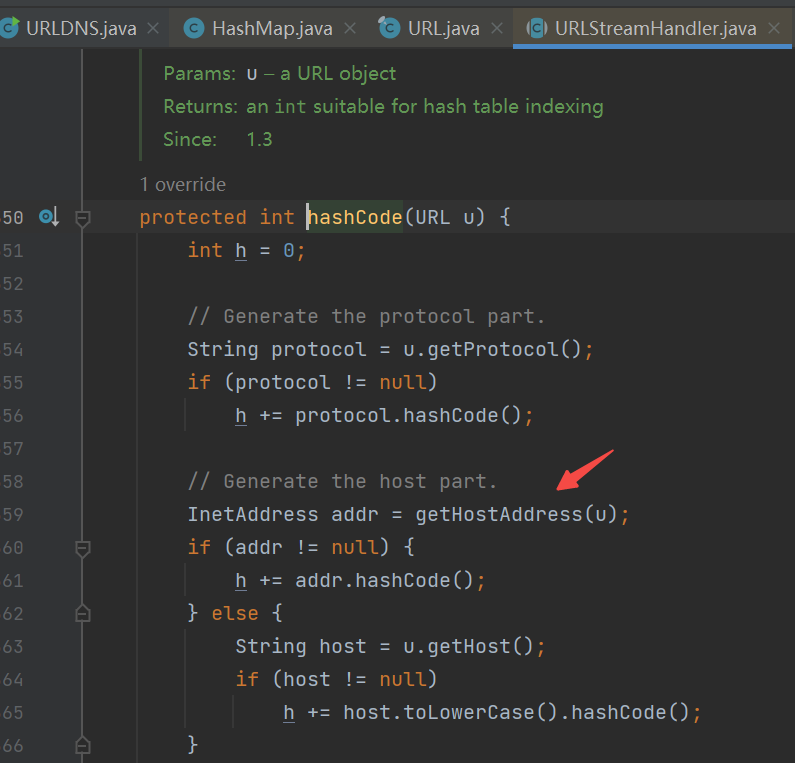 URLDNS.java HashMap.java URL.java URLStreamHandler.java
Params: u – a URL object
Returns: an int suitable for hash table indexing
Since: 1.3
1 override
50 protected int hashCode(URL u) {
51 int h = 0;
52
53 // Generate the protocol part.
54 String protocol = u.getProtocol();
55 if (protocol != null)
56 h += protocol.hashCode();
57
58 // Generate the host part.
59 InetAddress addr = getHostAddress(u);
60 if (addr != null) {
61 h += addr.hashCode();
62 } else {
63 String host = u.getHost();
64 if (host != null)
65 h += host.toLowerCase().hashCode();
66 }